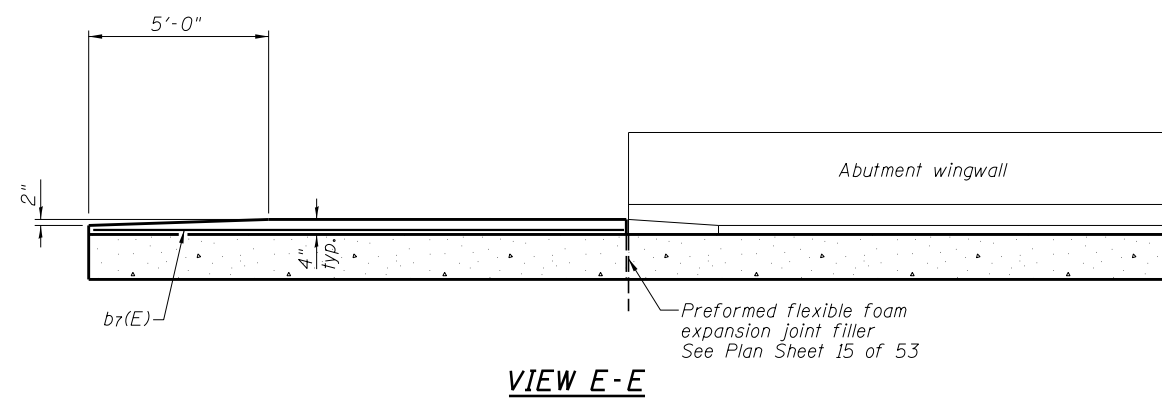 5'-0"
Abutment wingwall
2"
4"
typ.
b7(E)
Preformed flexible foam
expansion joint filler
See Plan Sheet 15 of 53
VIEW E-E